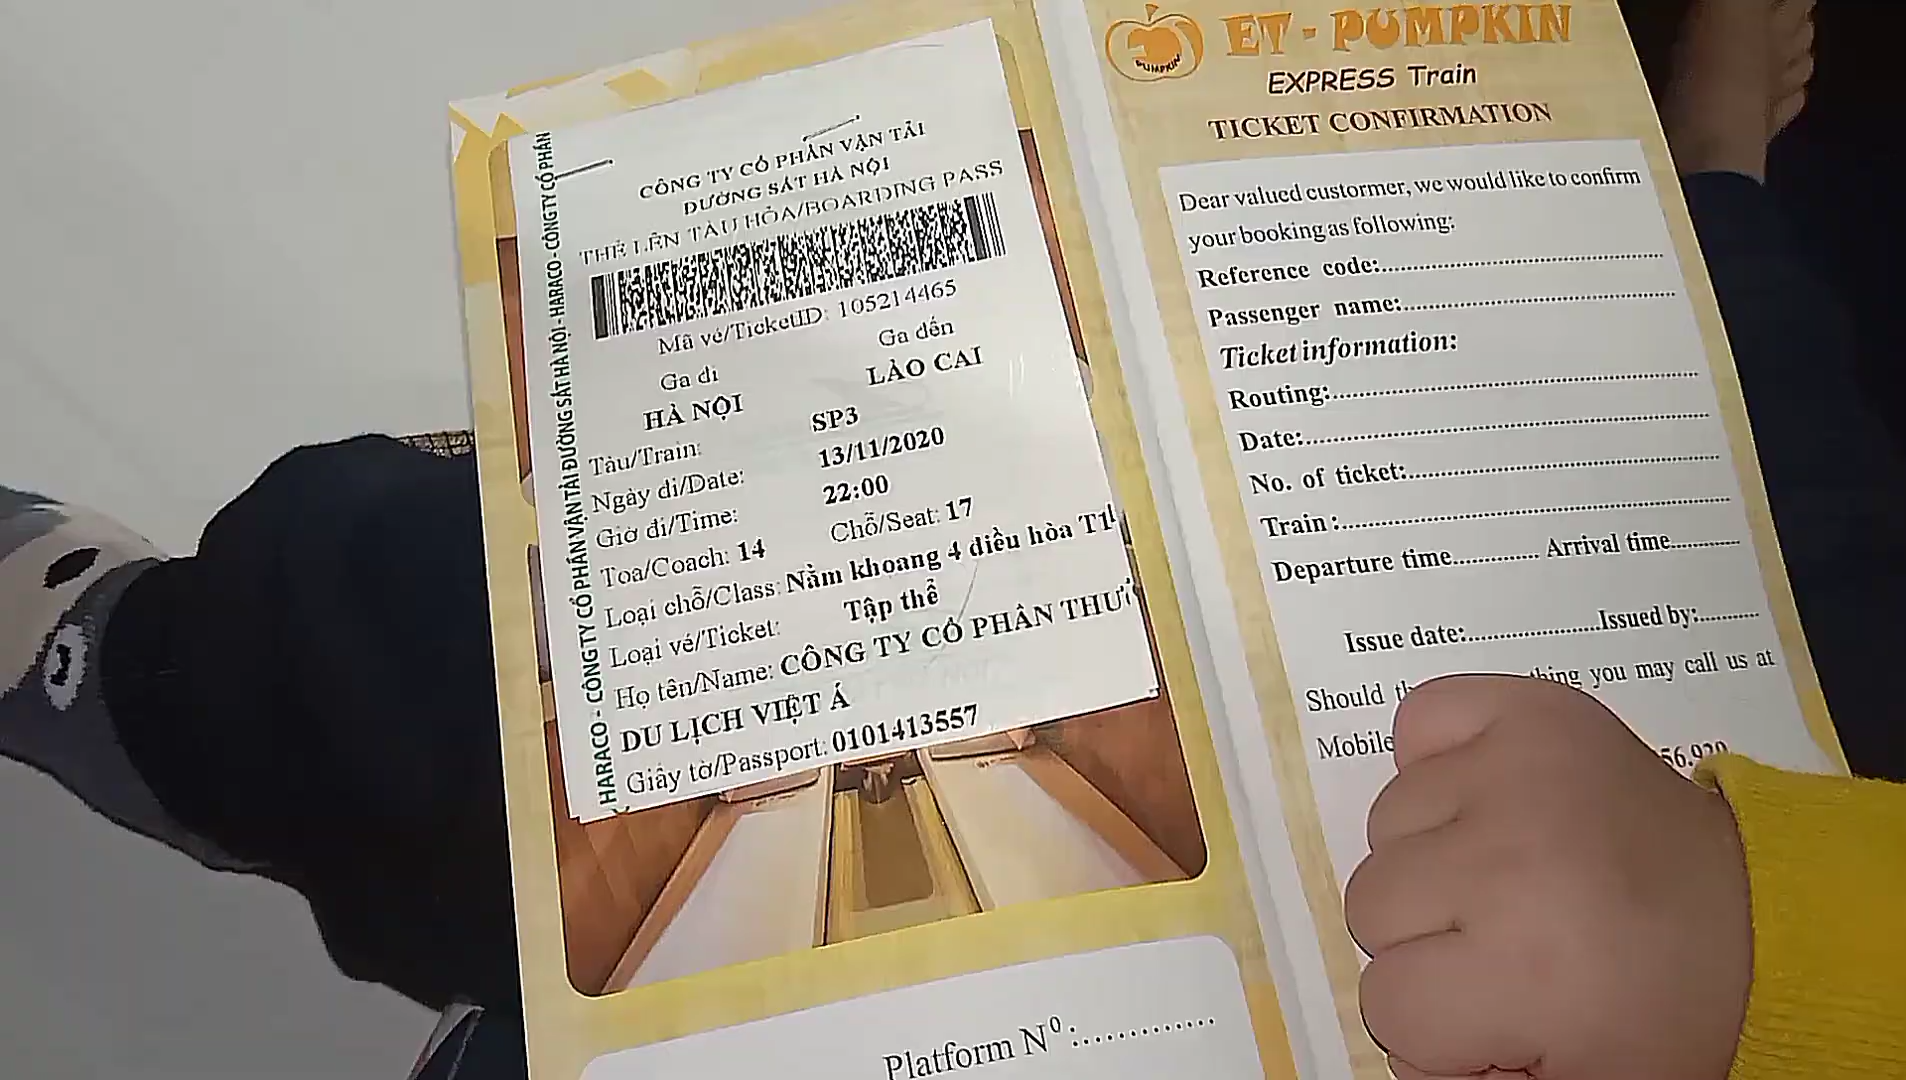 CÔNG TY CỔ PHẦN VẬN TẢI
ĐƯỜNG SẮT HÀ NỘI
THẺ LÊN TÀU HỎA/BOARDING PASS
Mã vé/TicketID: 105214465
Ga đi
Ga đến
HÀ NỘI
LÀO CAI
Tàu/Train: SP3
Ngày đi/Date: 13/11/2020
Giờ đi/Time: 22:00
Toa/Coach: 14 Chỗ/Seat: 17
Loại chỗ/Class: Nằm khoang 4 điều hòa T1
Loại vé/Ticket: Tập thể
Họ tên/Name: CÔNG TY CỔ PHẦN
DU LỊCH VIỆT Á
Giấy tờ/Passport: 0101413557
HARACO - CÔNG TY CỔ PHẦN VẬN TẢI ĐƯỜNG SẮT HÀ NỘI - HARACO - CÔNG TY CỔ PHẦN
Platform Nº:............
PUMPKIN
ET - PUMPKIN
EXPRESS Train
TICKET CONFIRMATION
Dear valued custormer, we would like to confirm
your booking as following:
Reference code:..............................
Passenger name:..............................
Ticket information:
Routing:..............................
Date:..............................
No. of ticket:..............................
Train :..............................
Departure time............. Arrival time...........
Issue date:.....................Issued by:..........
Should you may call us at
Mobile